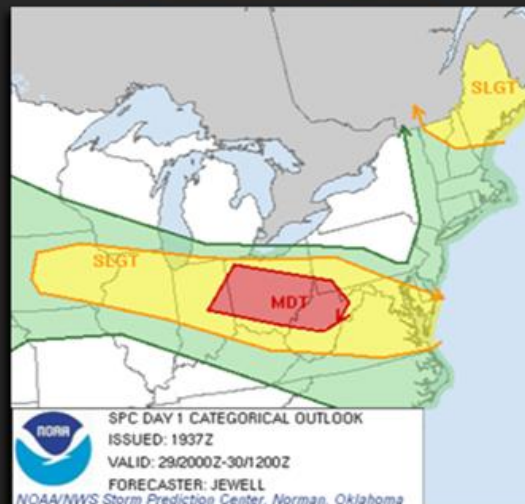 SLGT
SLGT
MDT
NOAA
SPC DAY 1 CATEGORICAL OUTLOOK
ISSUED: 1937Z
VALID: 29/2000Z-30/1200Z
FORECASTER: JEWELL
NOAA/NWS Storm Prediction Center, Norman, Oklahoma